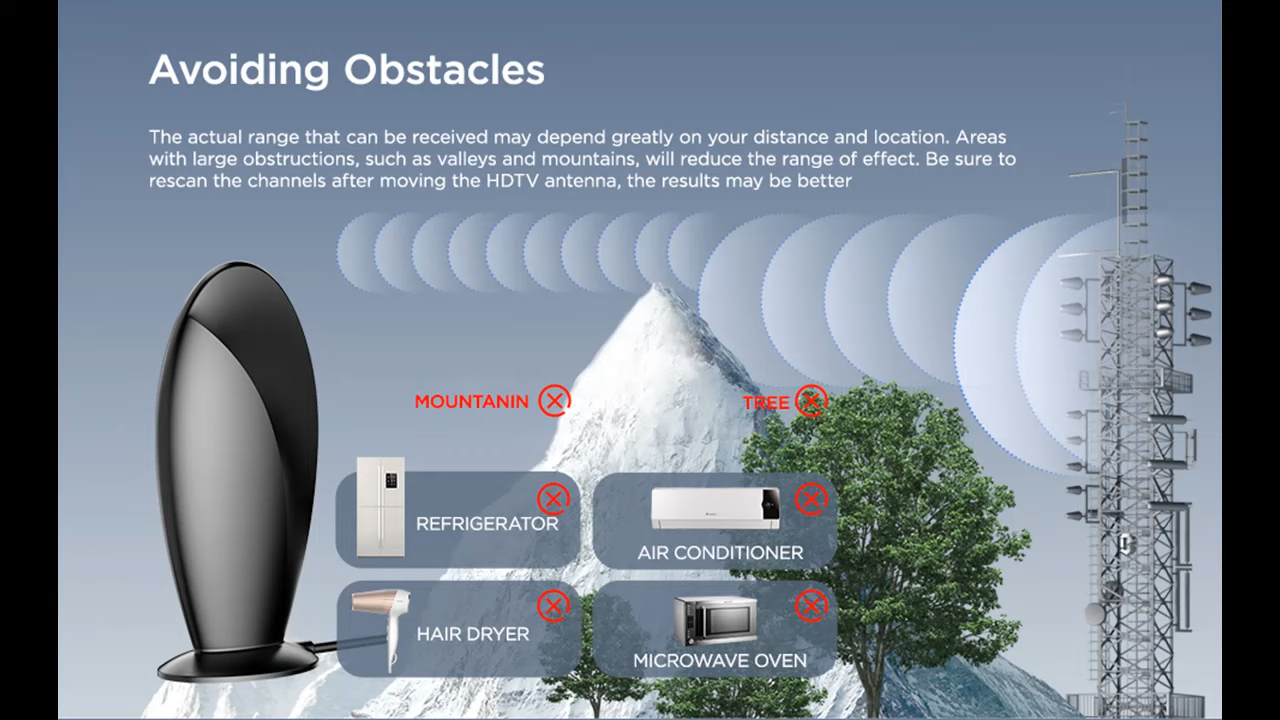 Avoiding Obstacles
The actual range that can be received may depend greatly on your distance and location. Areas
with large obstructions, such as valleys and mountains, will reduce the range of effect. Be sure to
rescan the channels after moving the HDTV antenna, the results may be better
MOUNTANIN
TREE
REFRIGERATOR
AIR CONDITIONER
HAIR DRYER
MICROWAVE OVEN